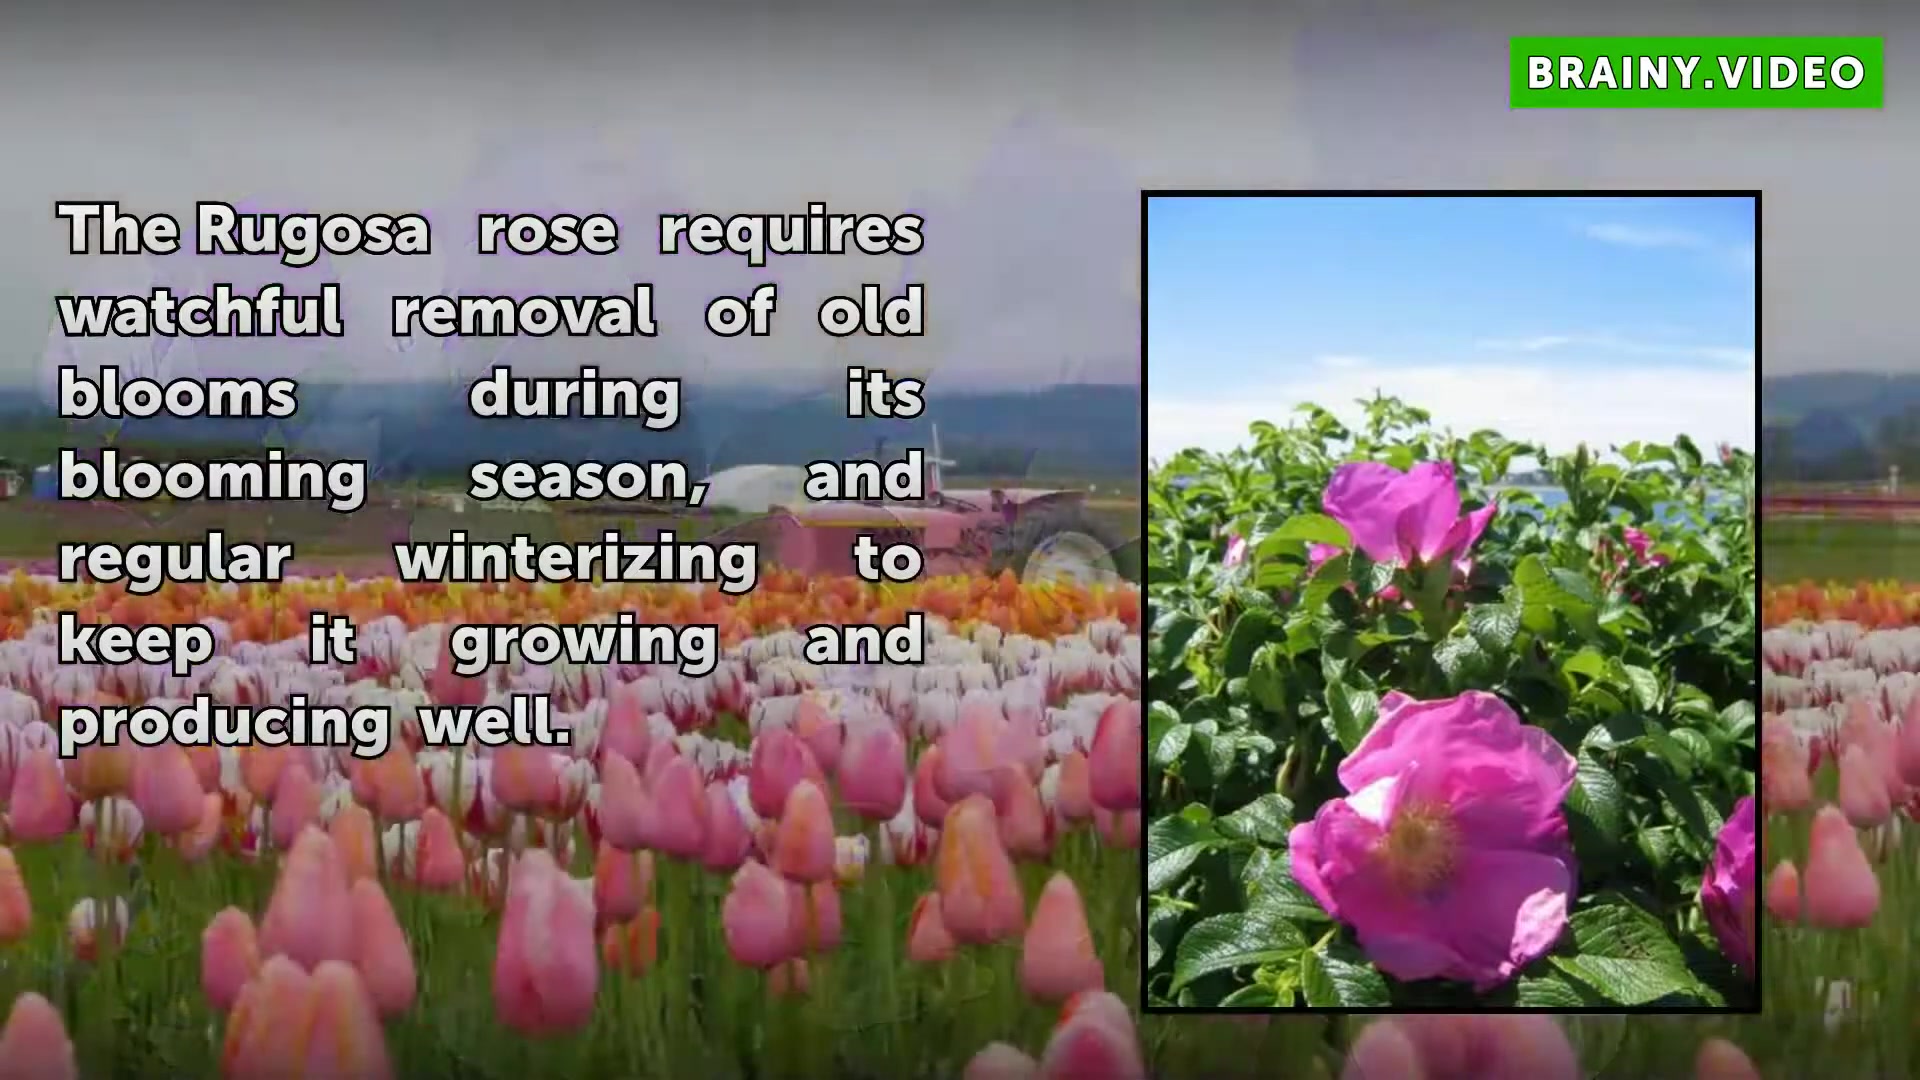 BRAINY.VIDEO
The Rugosa rose requires
watchful removal of old
blooms during its
blooming season, and
regular winterizing to
keep it growing and
producing well.